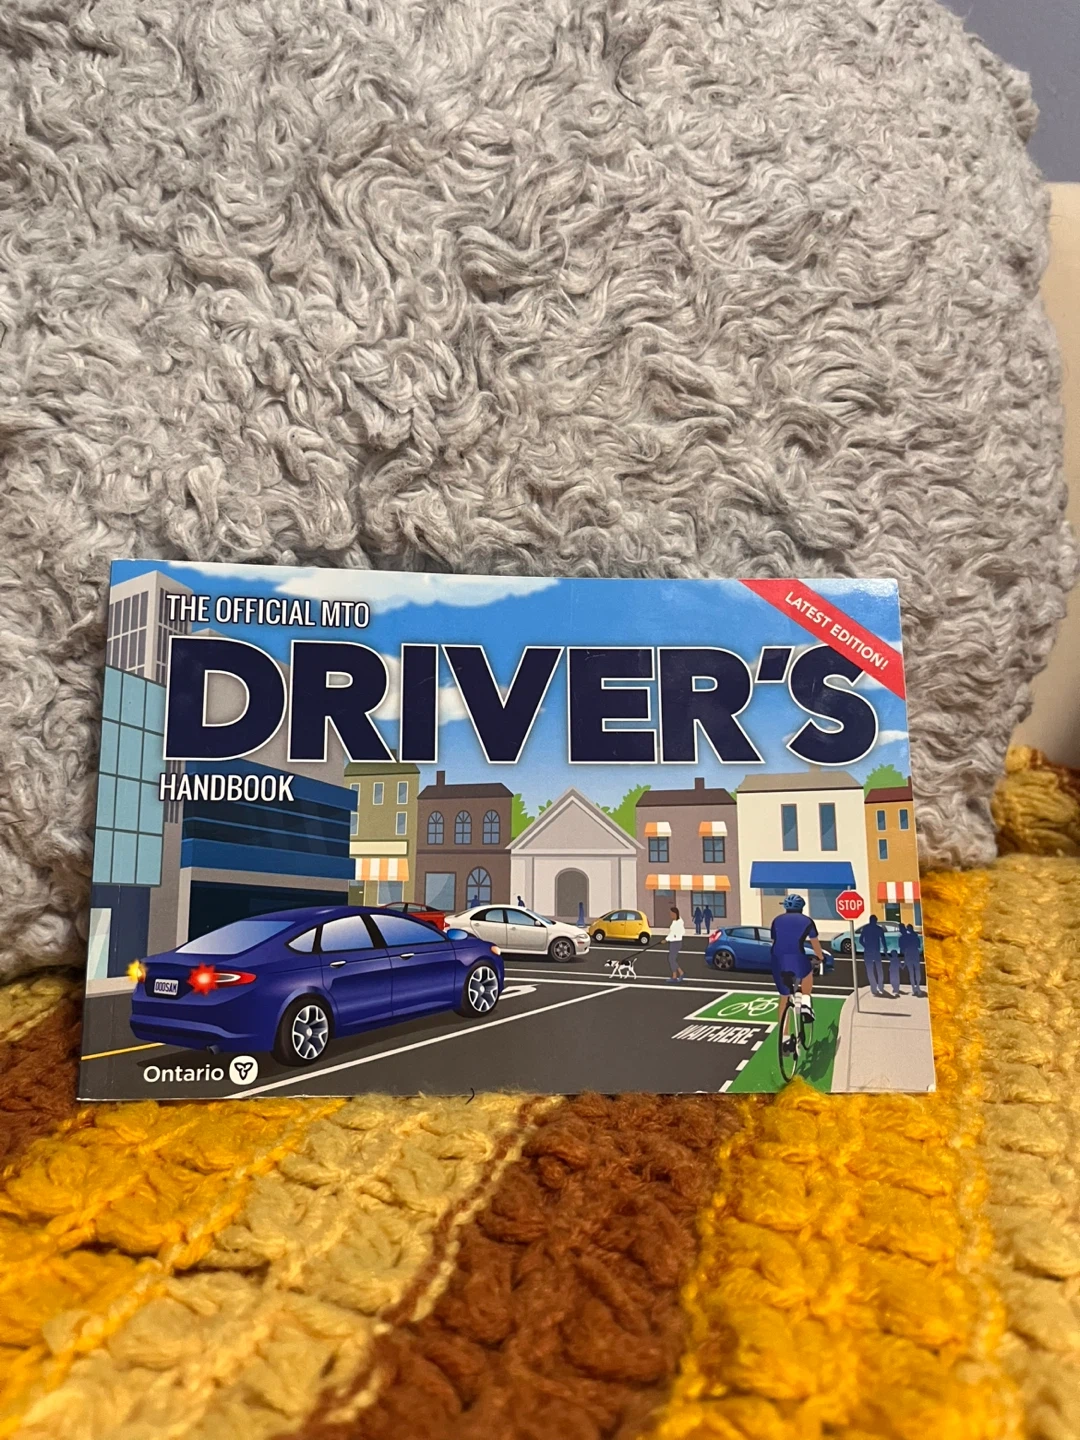 THE OFFICIAL MTO
LATEST EDITION!
DRIVER'S
HANDBOOK
STOP
WAIT HERE
Ontario